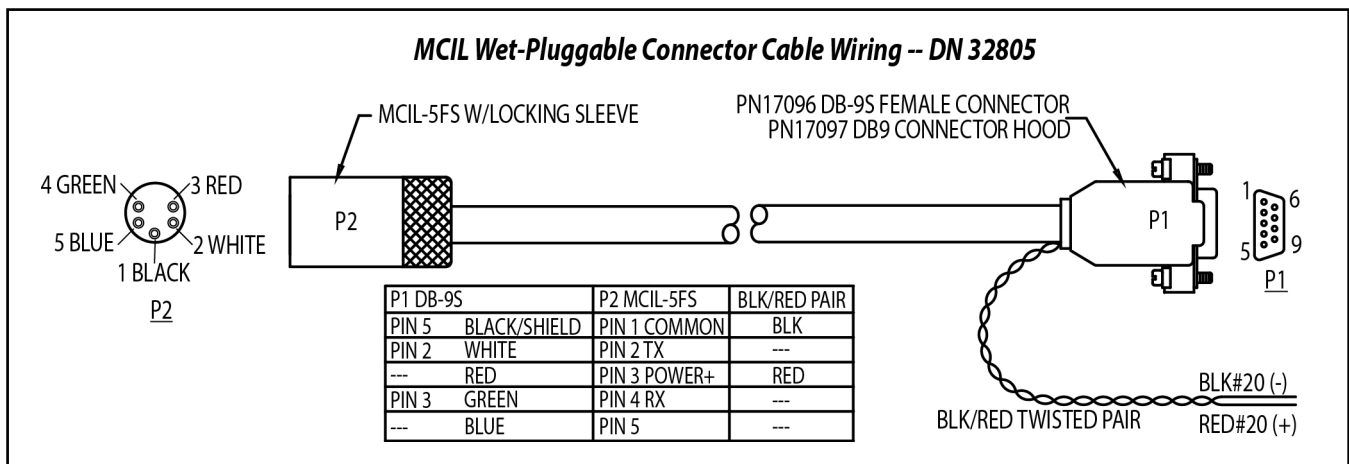 MCIL Wet-Pluggable Connector Cable Wiring -- DN 32805
MCIL-5FS W/LOCKING SLEEVE
PN17096 DB-9S FEMALE CONNECTOR
PN17097 DB9 CONNECTOR HOOD
4 GREEN
3 RED
5 BLUE
2 WHITE
1 BLACK
P2
P2
P1
1
6
5
9
P1
P1 DB-9S P2 MCIL-5FS BLK/RED PAIR
PIN 5 BLACK/SHIELD PIN 1 COMMON BLK
PIN 2 WHITE PIN 2 TX ---
--- RED PIN 3 POWER+ RED
PIN 3 GREEN PIN 4 RX ---
--- BLUE PIN 5 ---
BLK/RED TWISTED PAIR
BLK#20 (-)
RED#20 (+)